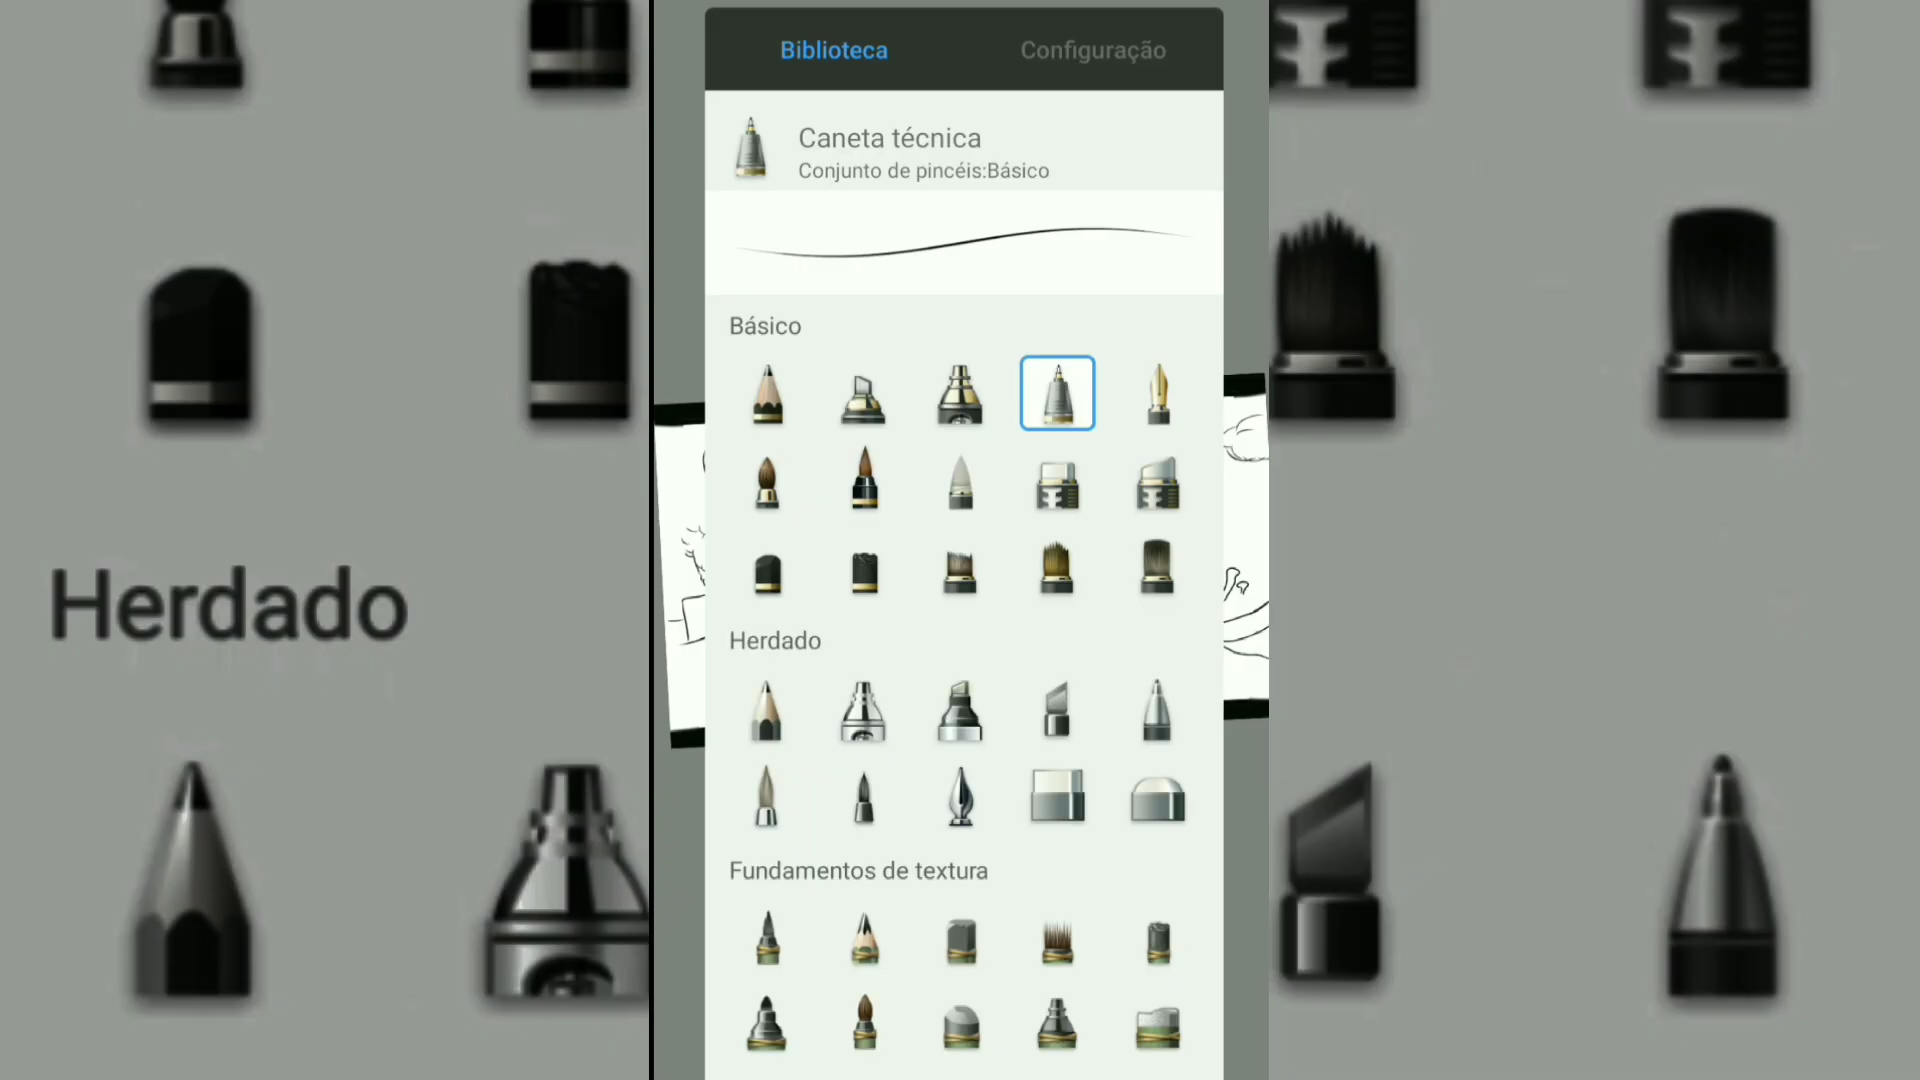 Biblioteca
Configuração
Caneta técnica
Conjunto de pincéis:Básico
Básico
Herdado
Herdado
Fundamentos de textura